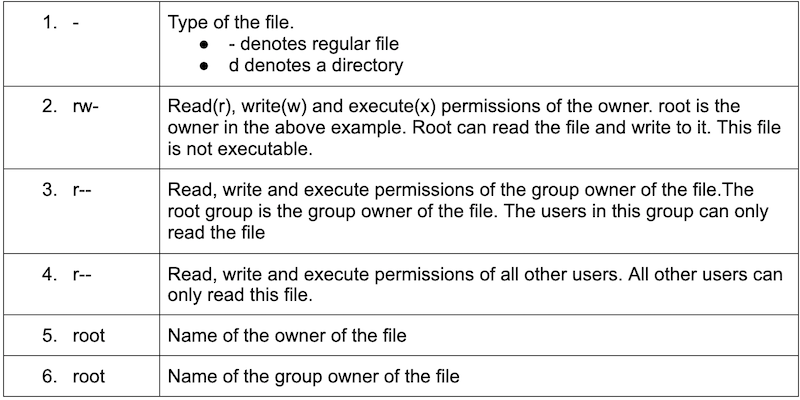 1. - Type of the file.
● - denotes regular file
● d denotes a directory
2. rw- Read(r), write(w) and execute(x) permissions of the owner. root is the
owner in the above example. Root can read the file and write to it. This file
is not executable.
3. r-- Read, write and execute permissions of the group owner of the file.The
root group is the group owner of the file. The users in this group can only
read the file
4. r-- Read, write and execute permissions of all other users. All other users can
only read this file.
5. root Name of the owner of the file
6. root Name of the group owner of the file